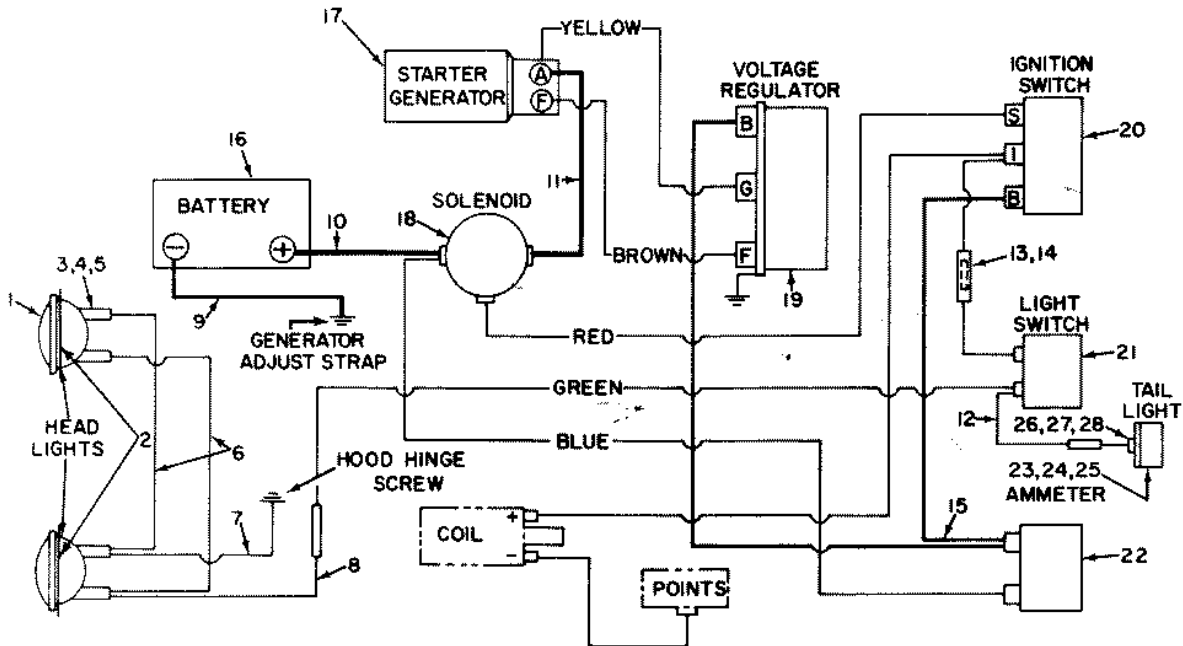 17
YELLOW
STARTER
GENERATOR
A
F
VOLTAGE
REGULATOR
B
G
F
19
IGNITION
SWITCH
S
I
B
20
16
BATTERY
−
+
10
11
SOLENOID
18
BROWN
13,14
3,4,5
1
9
GENERATOR
ADJUST STRAP
RED
LIGHT
SWITCH
21
GREEN
TAIL
LIGHT
12
26,27,28
HEAD
LIGHTS
2
6
BLUE
HOOD HINGE
SCREW
23,24,25
AMMETER
7
8
COIL
+
−
15
22
POINTS